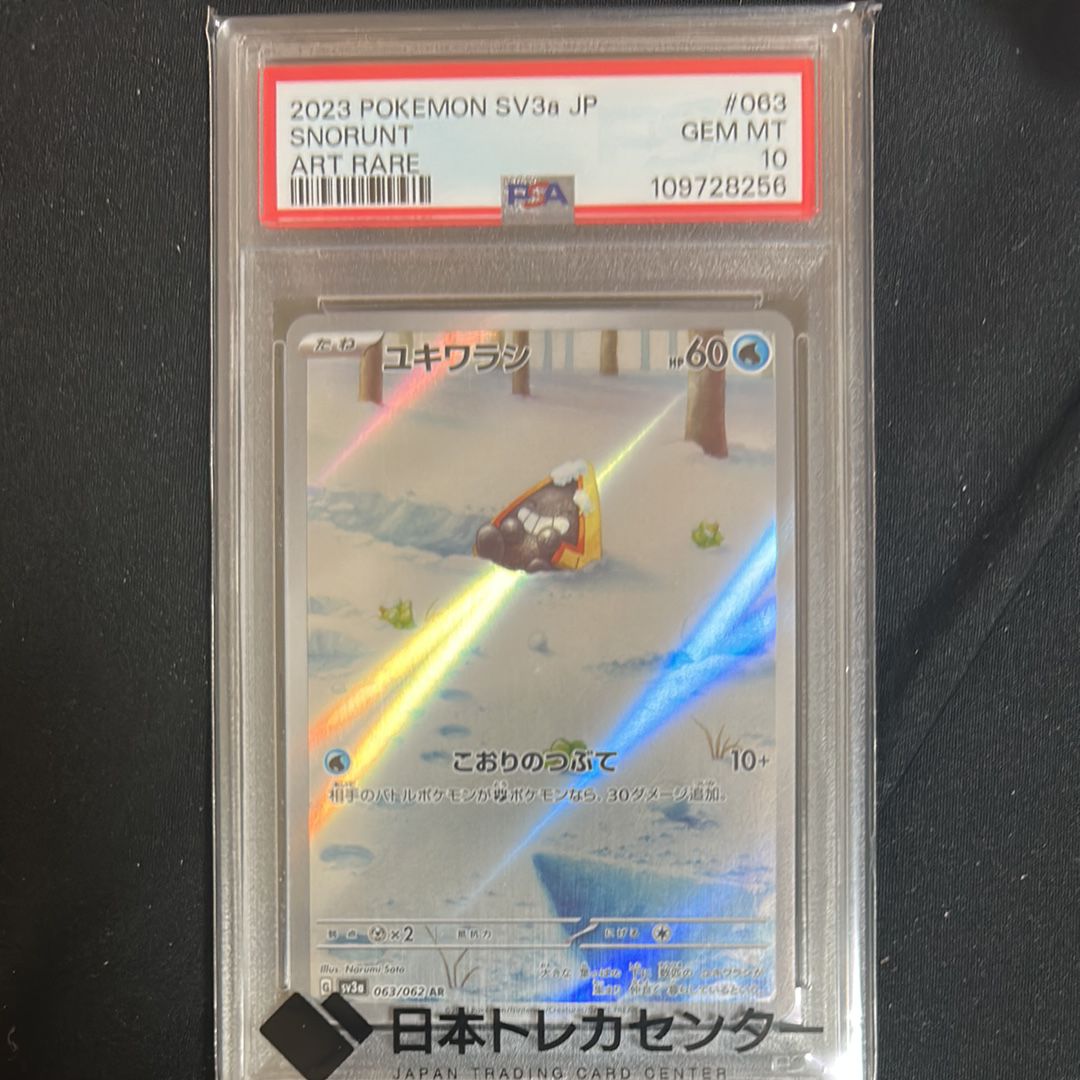 2023 POKEMON SV3a JP #063
SNORUNT GEM MT
ART RARE 10
PSA 109728256
たね ユキワラシ HP60
こおりのつぶて 10+
相手のバトルポケモンが ポケモンなら、30ダメージ追加。
弱点 ×2 抵抗力 にげる
Illus. Narumi Sato
G SV3a 063/062 AR
日本トレカセンター
JAPAN TRADING CARD CENTER